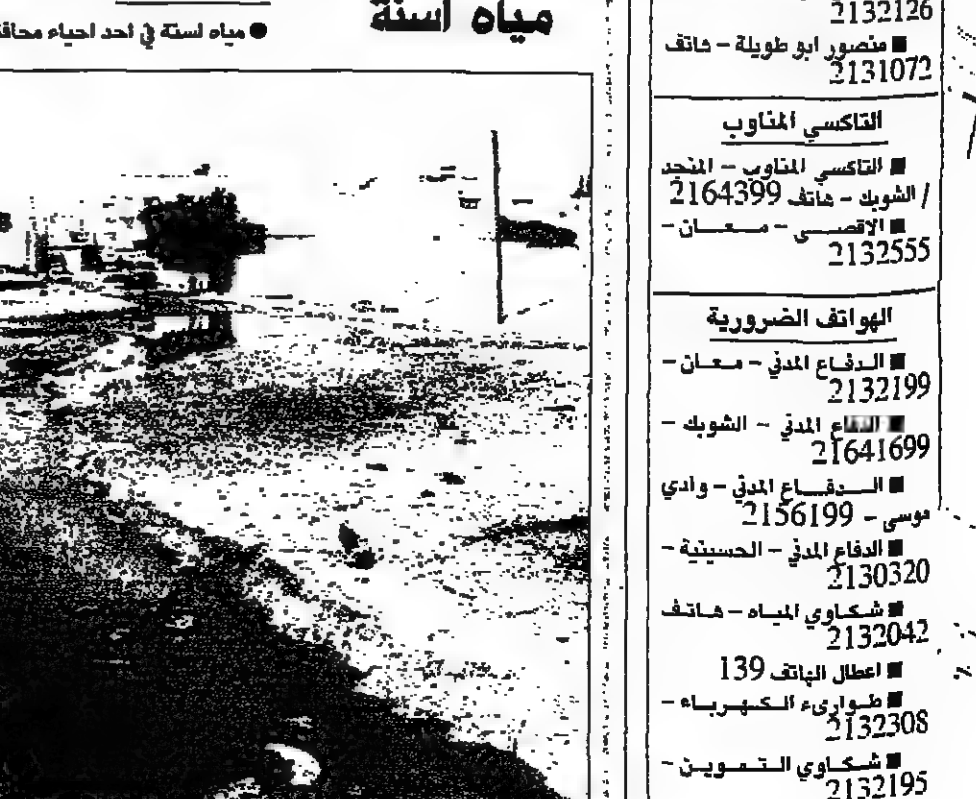 مياه آسنة
● مياه آسنة في احد احياء
2132126
■ منصور ابو طويلة – هاتف
2131072
التاكسي المناوب
■ التاكسي المناوب – المنجد
/ الشوبك – هاتف 2164399
■ الاقصى – معان –
2132555
الهواتف الضرورية
■ الدفاع المدني – معان –
2132199
المدني – الشوبك –
21641699
■ الدفاع المدني – وادي
موسى – 2156199
■ الدفاع المدني – الحسينية –
2130320
■ شكاوي المياه – هاتف
2132042
■ اعطال الهاتف 139
■ طوارىء الكهرباء –
2132308
■ شكاوي التموين –
2132195